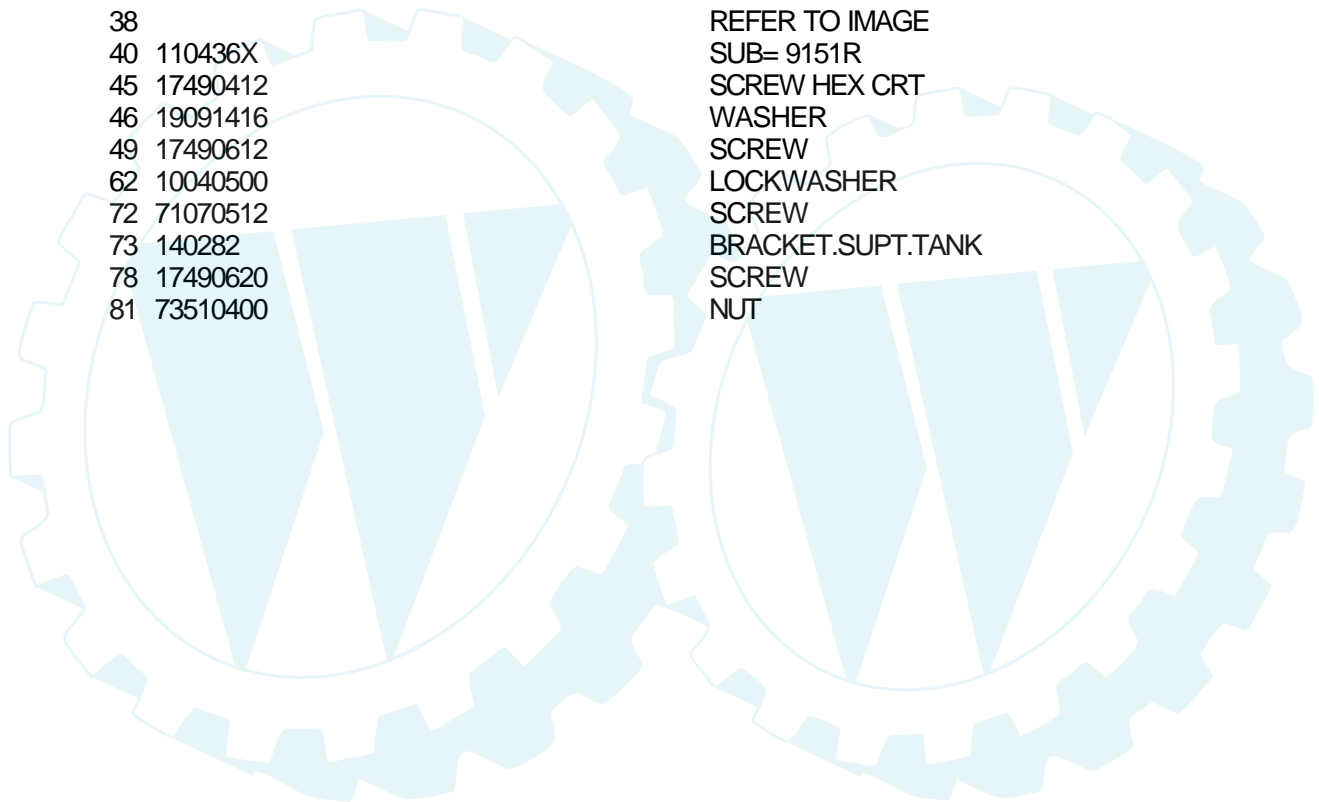 38 REFER TO IMAGE
40 110436X SUB= 9151R
45 17490412 SCREW HEX CRT
46 19091416 WASHER
49 17490612 SCREW
62 10040500 LOCKWASHER
72 71070512 SCREW
73 140282 BRACKET.SUPT.TANK
78 17490620 SCREW
81 73510400 NUT